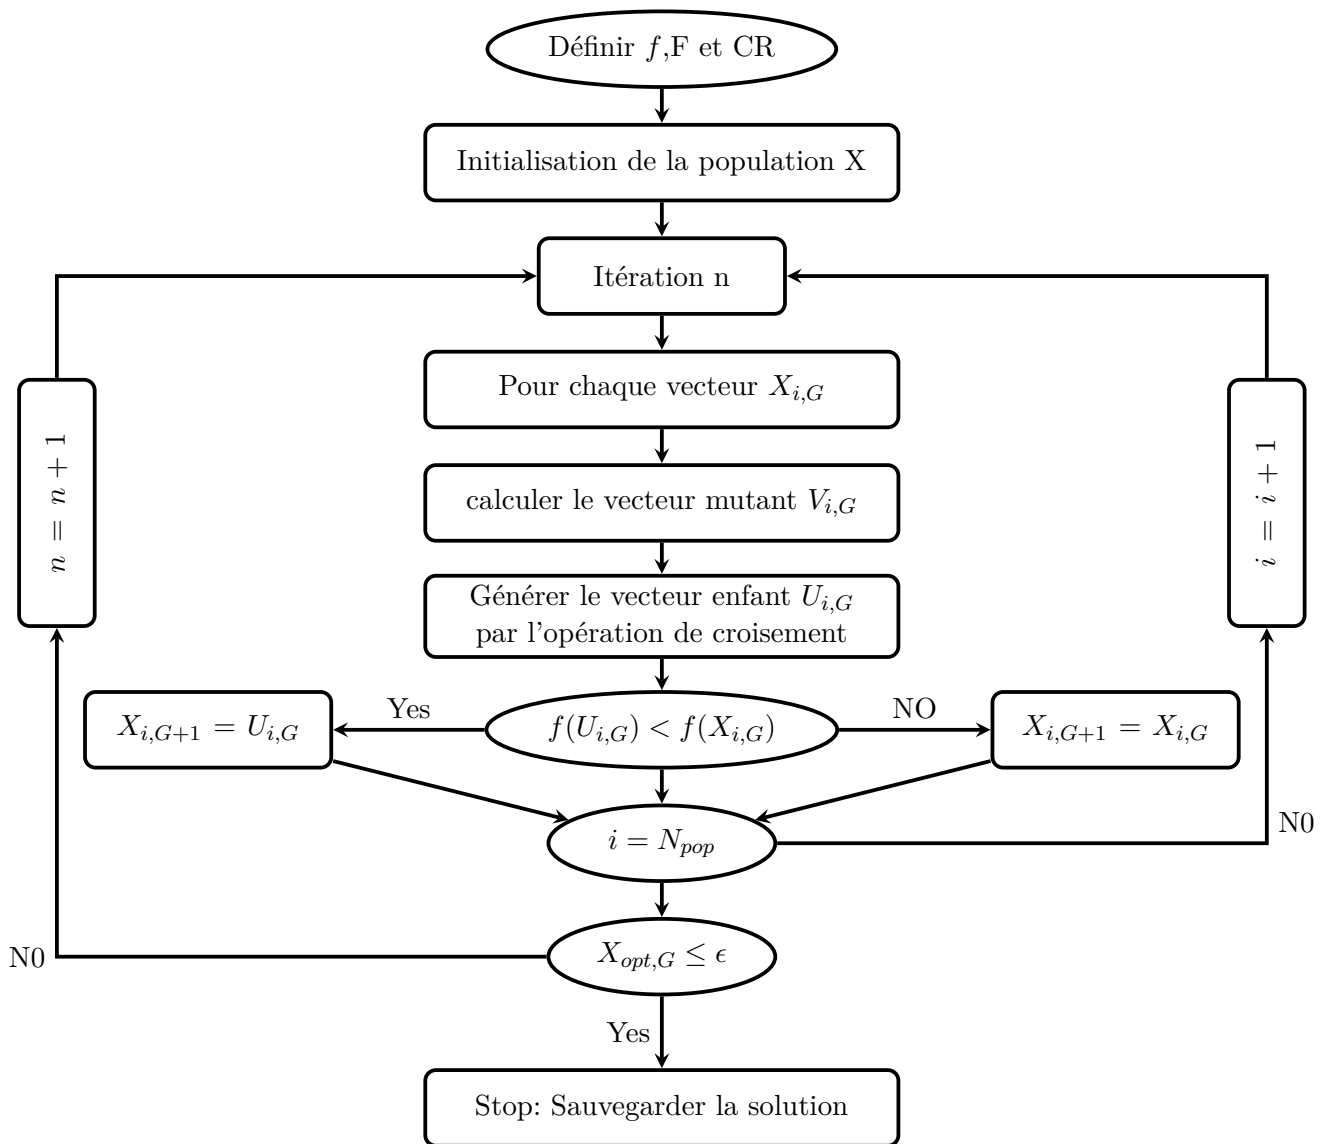 Définir f,F et CR
Initialisation de la population X
Itération n
Pour chaque vecteur X_{i,G}
n = n + 1
i = i + 1
calculer le vecteur mutant V_{i,G}
Générer le vecteur enfant U_{i,G}
par l'opération de croisement
X_{i,G+1} = U_{i,G}
Yes
f(U_{i,G}) < f(X_{i,G})
NO
X_{i,G+1} = X_{i,G}
i = N_{pop}
N0
N0
X_{opt,G} ≤ ϵ
Yes
Stop: Sauvegarder la solution